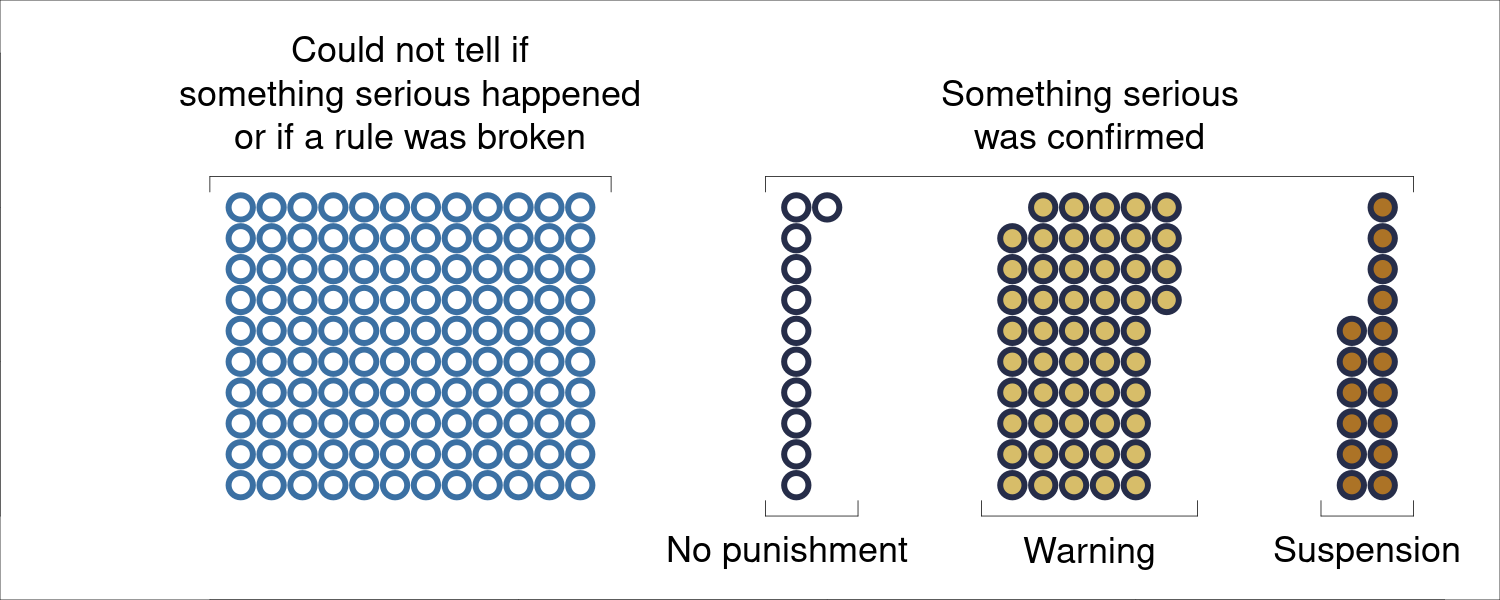 Could not tell if
something serious happened
or if a rule was broken
Something serious
was confirmed
No punishment
Warning
Suspension